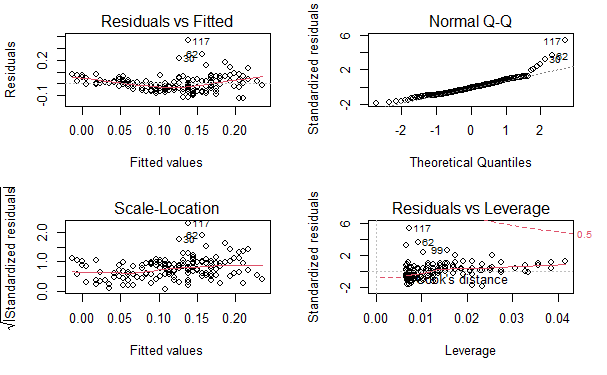 Residuals vs Fitted
Residuals
-0.1 0.2
117
62
30
0.00 0.05 0.10 0.15 0.20
Fitted values
Normal Q-Q
Standardized residuals
-2 2 6
117
62
30
-2 -1 0 1 2
Theoretical Quantiles
Scale-Location
√|Standardized residuals
0.0 1.0 2.0
117
62
30
0.00 0.05 0.10 0.15 0.20
Fitted values
Residuals vs Leverage
Standardized residuals
-2 2 6
117
62
99
0.5
Cook's distance
0.00 0.01 0.02 0.03 0.04
Leverage